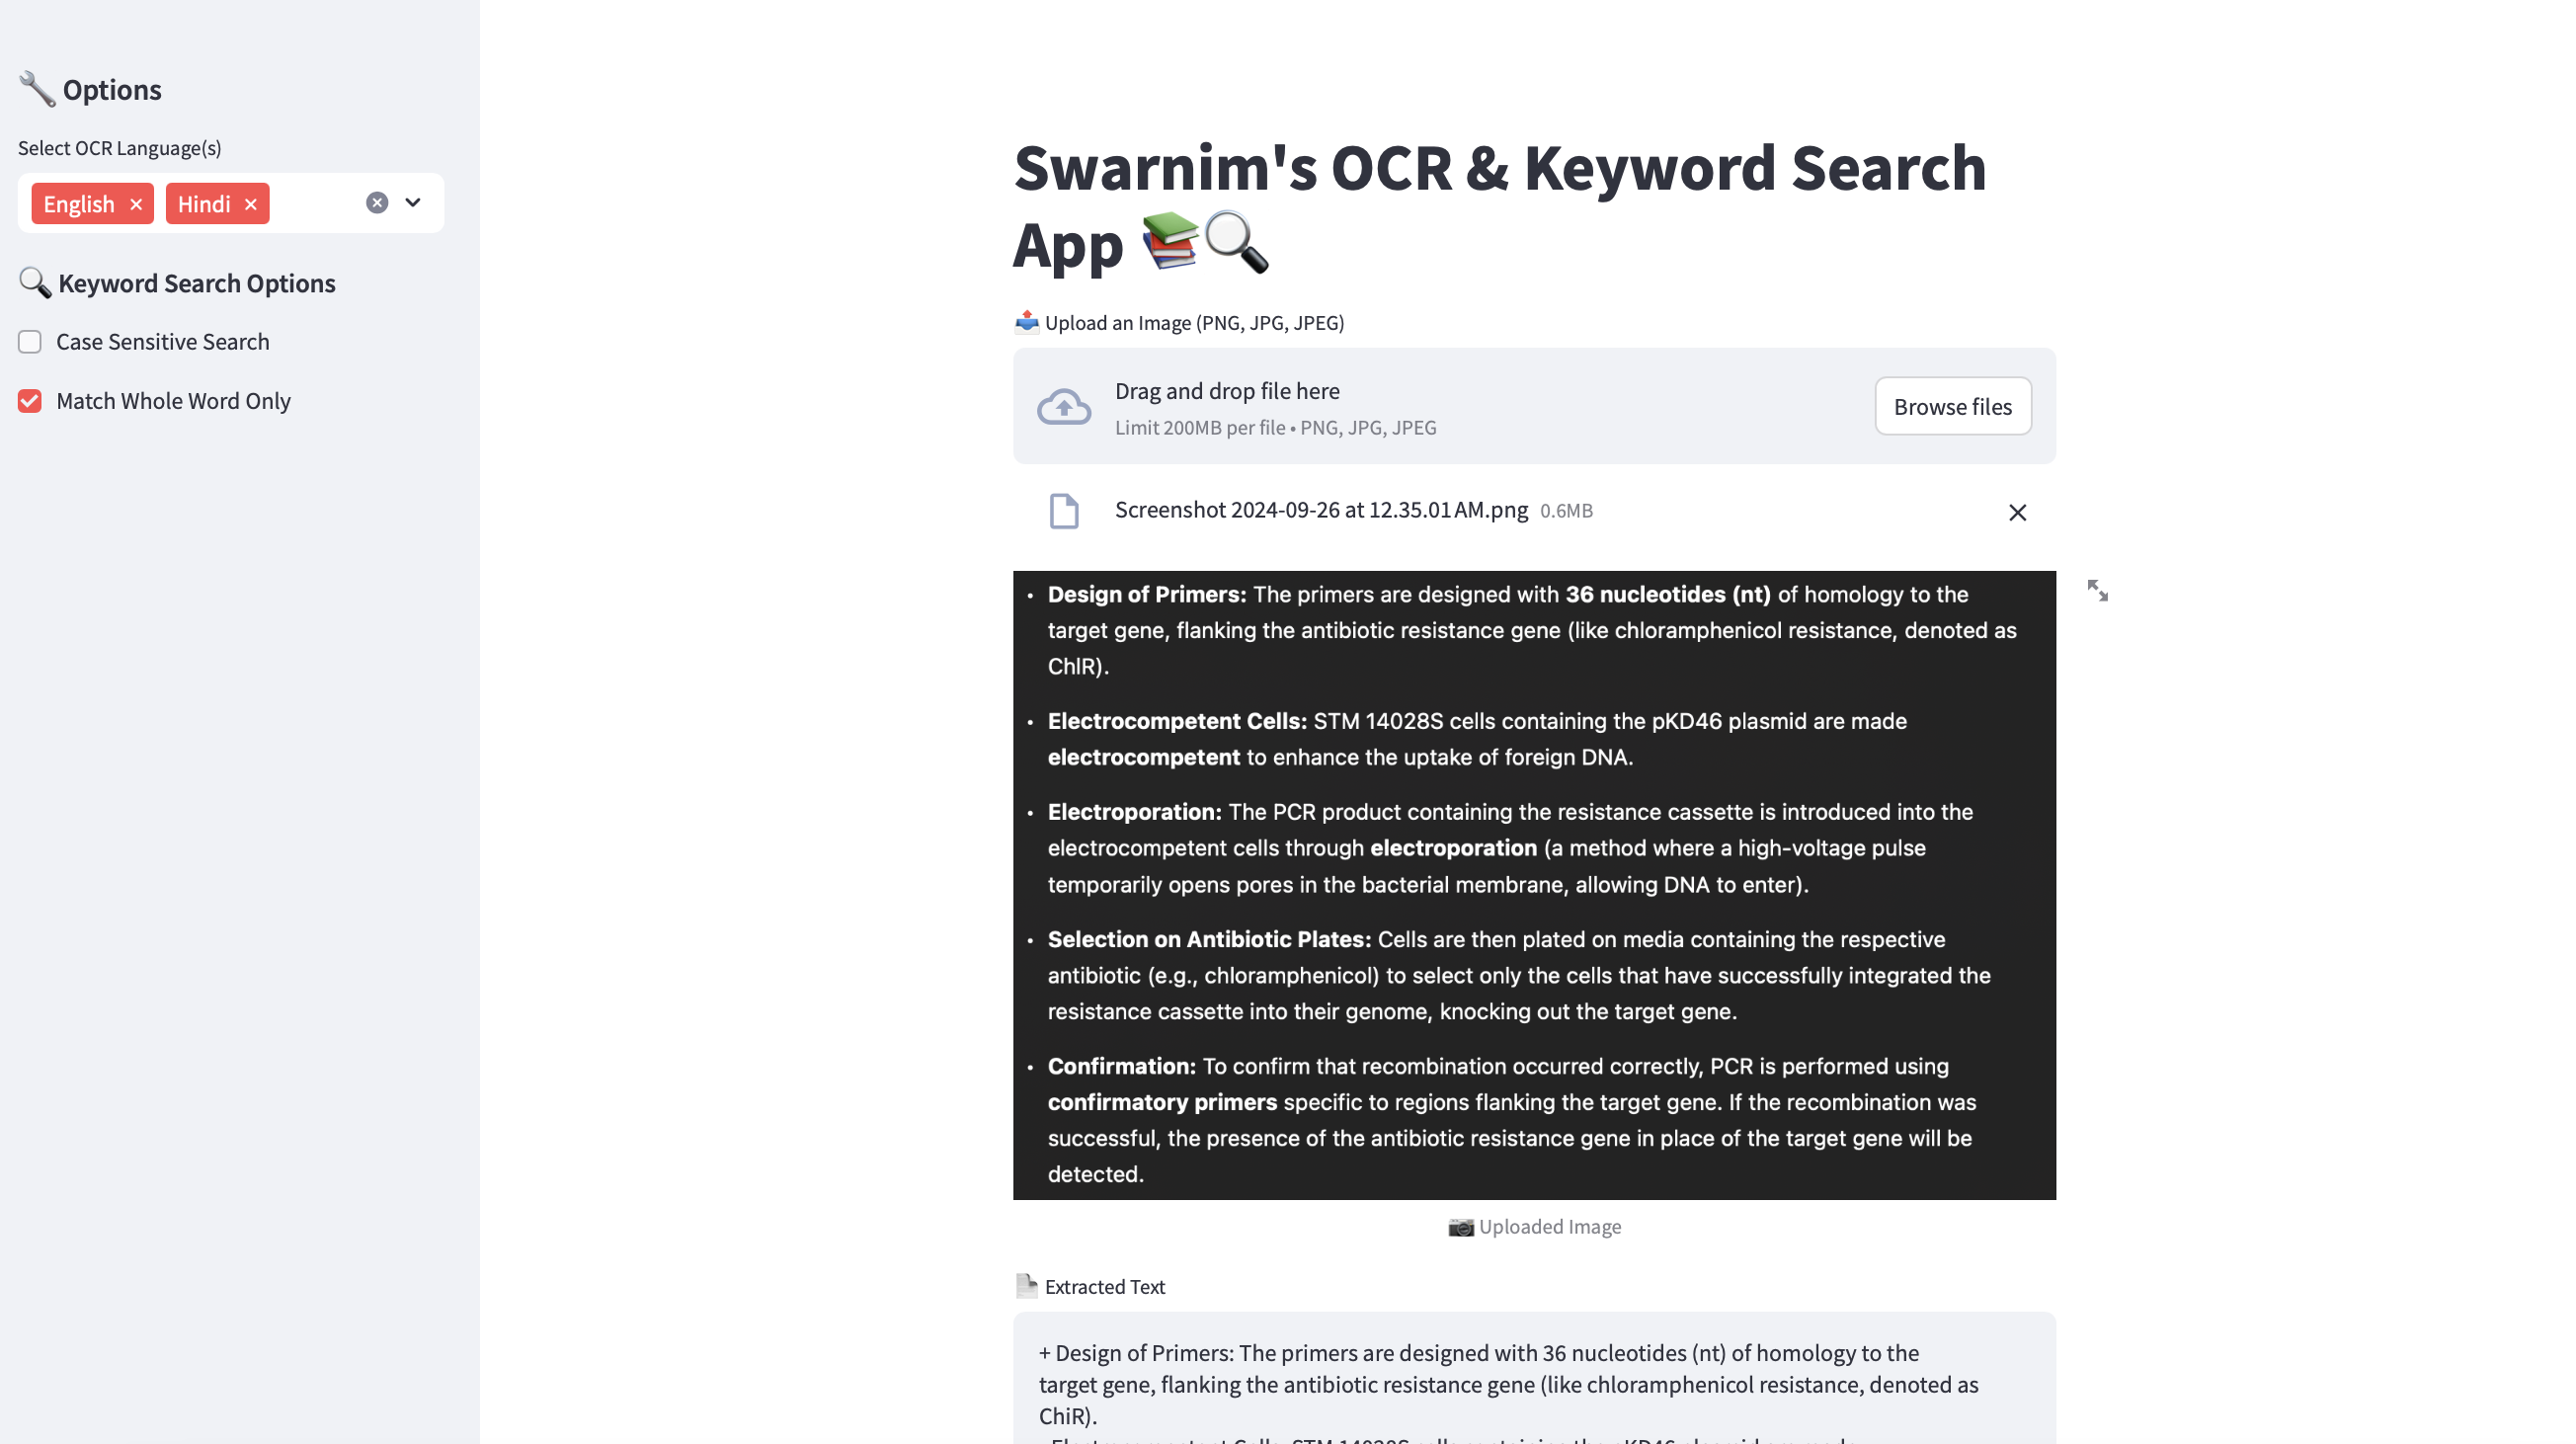 Options
Select OCR Language(s)
English × Hindi ×
Keyword Search Options
Case Sensitive Search
Match Whole Word Only
Swarnim's OCR & Keyword Search
App
Upload an Image (PNG, JPG, JPEG)
Drag and drop file here
Limit 200MB per file • PNG, JPG, JPEG
Browse files
Screenshot 2024-09-26 at 12.35.01 AM.png 0.6MB
• Design of Primers: The primers are designed with 36 nucleotides (nt) of homology to the
target gene, flanking the antibiotic resistance gene (like chloramphenicol resistance, denoted as
ChlR).
• Electrocompetent Cells: STM 14028S cells containing the pKD46 plasmid are made
electrocompetent to enhance the uptake of foreign DNA.
• Electroporation: The PCR product containing the resistance cassette is introduced into the
electrocompetent cells through electroporation (a method where a high-voltage pulse
temporarily opens pores in the bacterial membrane, allowing DNA to enter).
• Selection on Antibiotic Plates: Cells are then plated on media containing the respective
antibiotic (e.g., chloramphenicol) to select only the cells that have successfully integrated the
resistance cassette into their genome, knocking out the target gene.
• Confirmation: To confirm that recombination occurred correctly, PCR is performed using
confirmatory primers specific to regions flanking the target gene. If the recombination was
successful, the presence of the antibiotic resistance gene in place of the target gene will be
detected.
Uploaded Image
Extracted Text
+ Design of Primers: The primers are designed with 36 nucleotides (nt) of homology to the
target gene, flanking the antibiotic resistance gene (like chloramphenicol resistance, denoted as
ChiR).